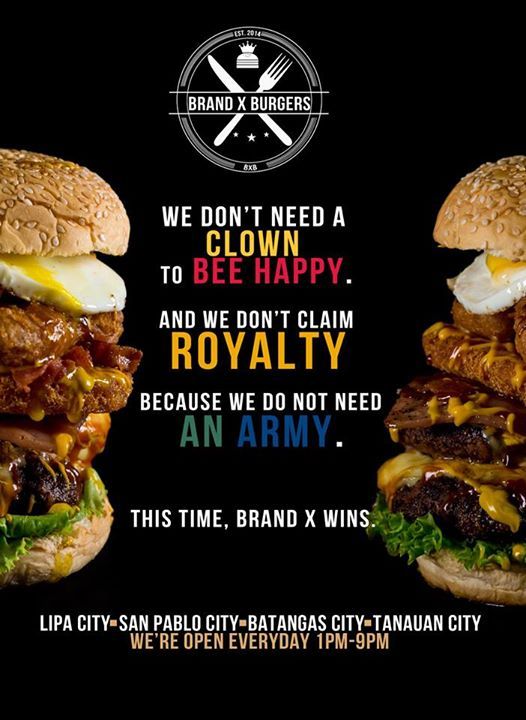 EST. 2014
BRAND X BURGERS
BXB
WE DON'T NEED A
CLOWN
TO BEE HAPPY.
AND WE DON'T CLAIM
ROYALTY
BECAUSE WE DO NOT NEED
AN ARMY.
THIS TIME, BRAND X WINS.
LIPA CITY▪SAN PABLO CITY▪BATANGAS CITY▪TANAUAN CITY
WE'RE OPEN EVERYDAY 1PM-9PM